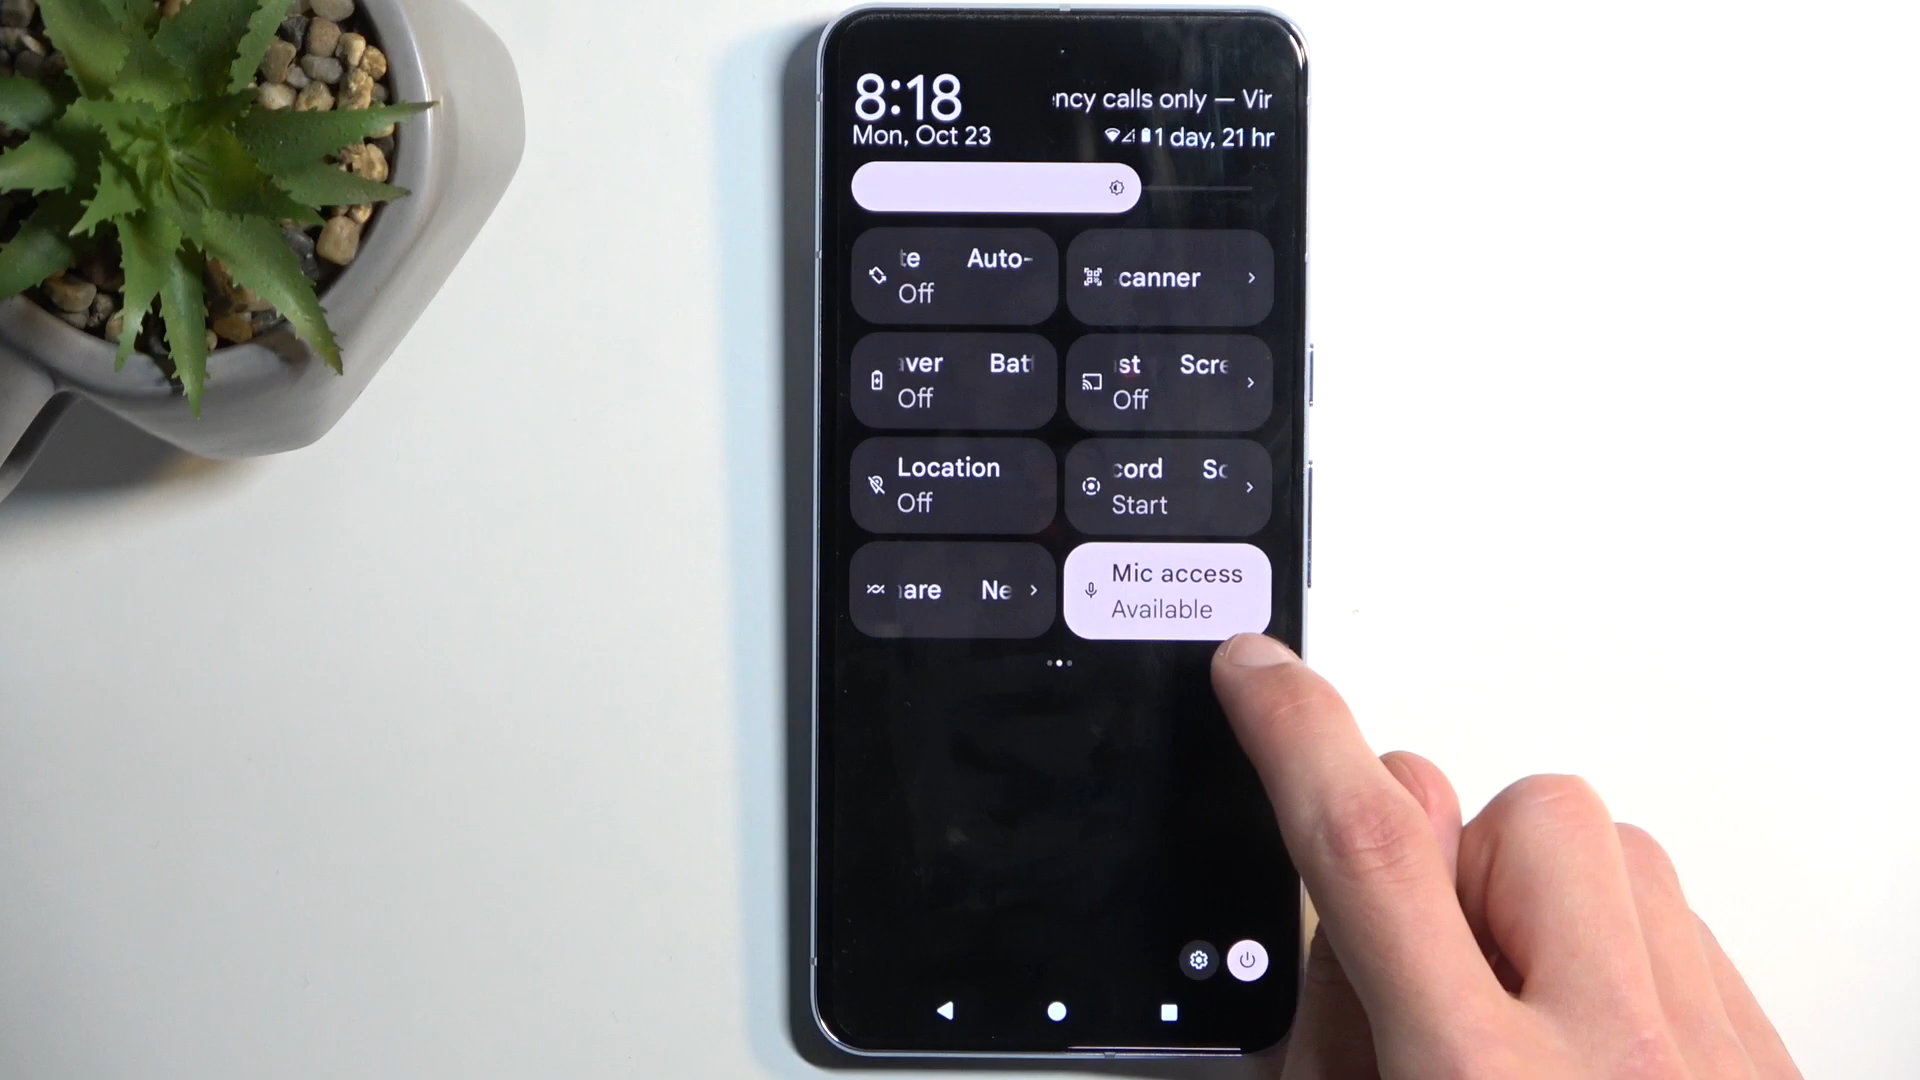 8:18
ncy calls only — Vir
Mon, Oct 23
1 day, 21 hr
te Auto-
Off
canner
ver Bat
Off
st Scre
Off
Location
Off
cord Sc
Start
are Ne
Mic access
Available